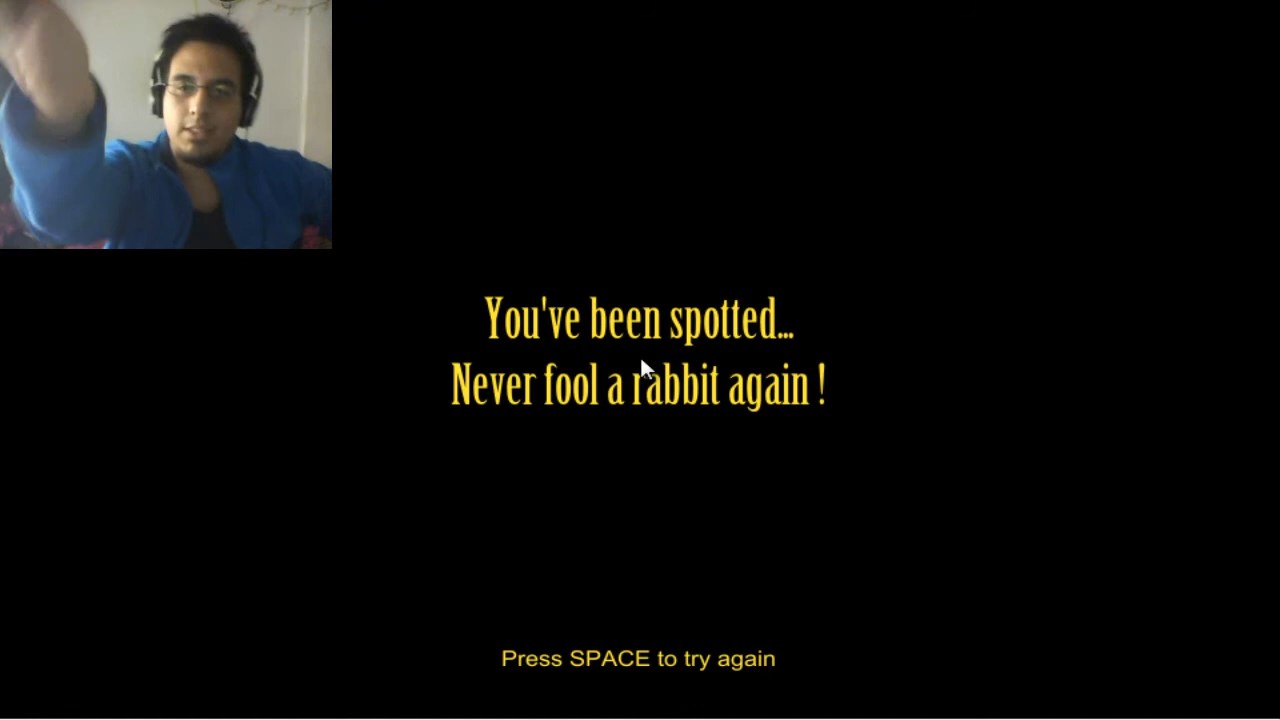 You've been spotted...
Never fool a rabbit again !
Press SPACE to try again